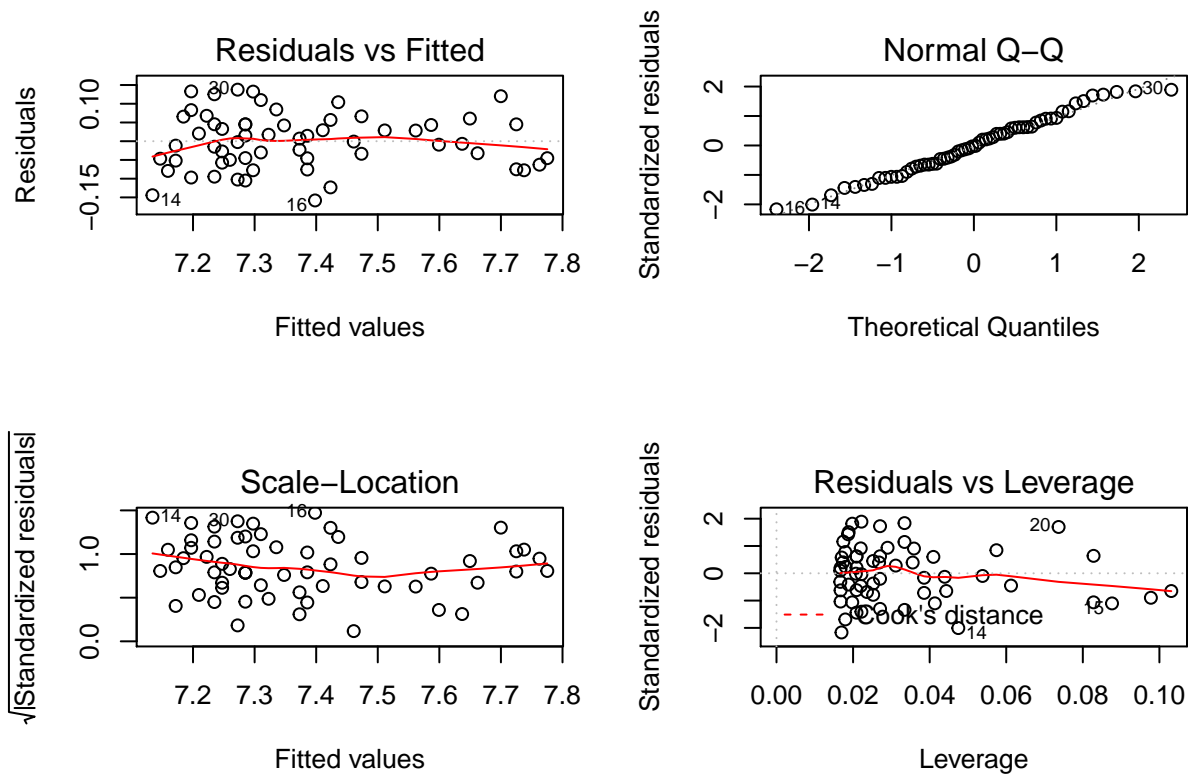 Residuals vs Fitted
Residuals
0.10
−0.15
30
14
16
7.2 7.3 7.4 7.5 7.6 7.7 7.8
Fitted values
Normal Q−Q
Standardized residuals
2
0
−2
30
16
14
−2 −1 0 1 2
Theoretical Quantiles
Scale−Location
√|Standardized residuals|
1.0
0.0
14
30
16
7.2 7.3 7.4 7.5 7.6 7.7 7.8
Fitted values
Residuals vs Leverage
Standardized residuals
2
0
−2
20
15
Cook's distance
14
0.00 0.02 0.04 0.06 0.08 0.10
Leverage